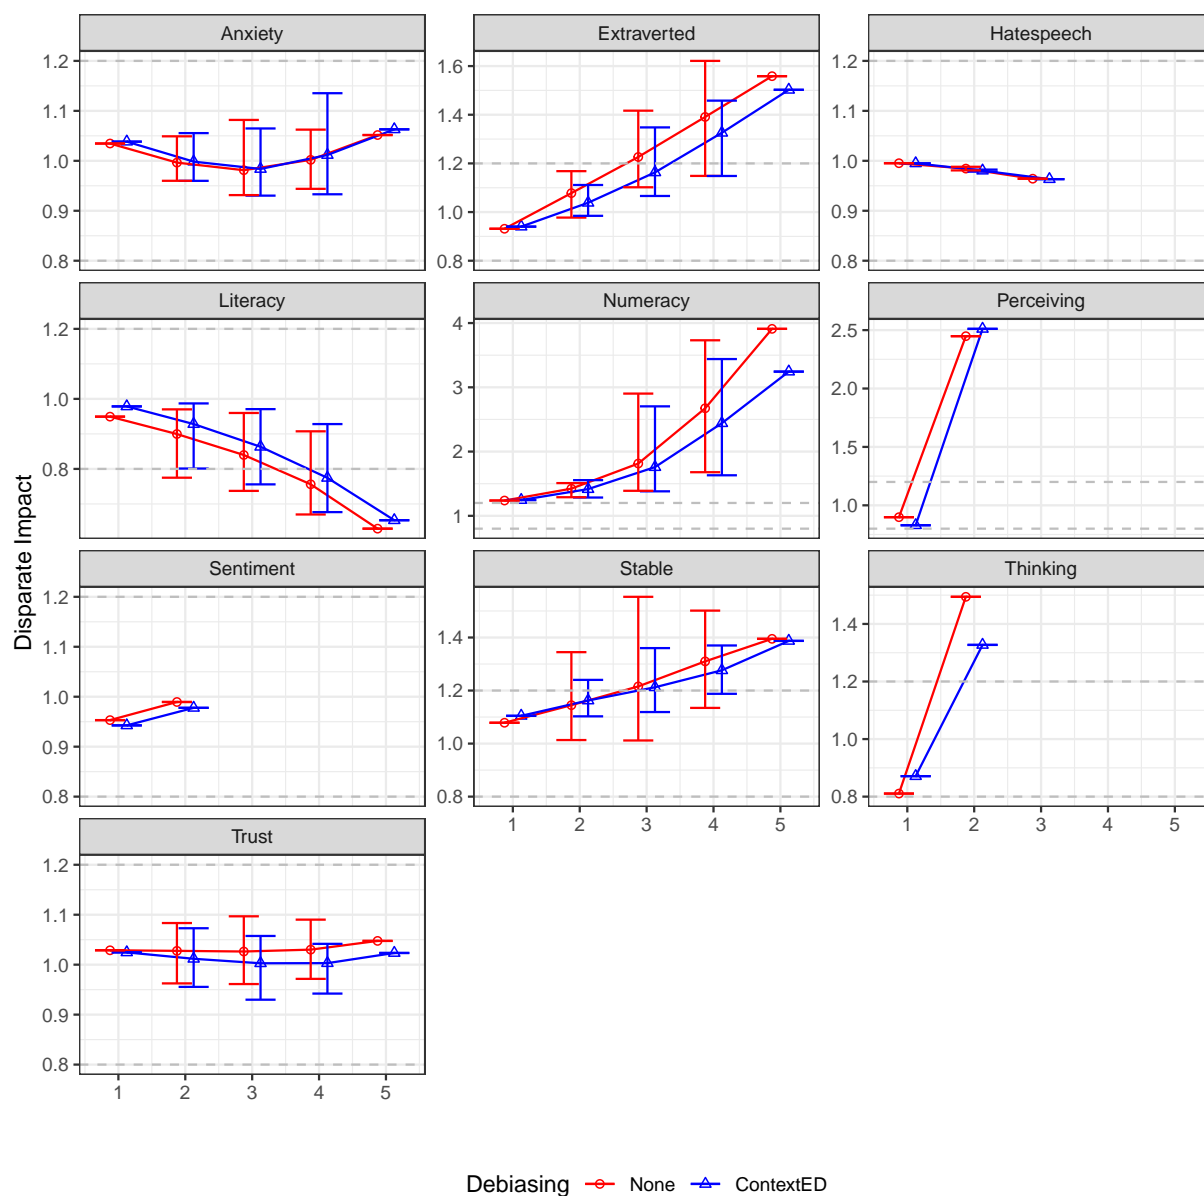 Anxiety
Extraverted
Hatespeech
1.2
1.1
1.0
0.9
0.8
1.6
1.4
1.2
1.0
0.8
1.2
1.1
1.0
0.9
0.8
Literacy
Numeracy
Perceiving
1.2
1.0
0.8
4
3
2
1
2.5
2.0
1.5
1.0
Disparate Impact
Sentiment
Stable
Thinking
1.2
1.1
1.0
0.9
0.8
1.4
1.2
1.0
0.8
1.4
1.2
1.0
0.8
1 2 3 4 5
1 2 3 4 5
Trust
1.2
1.1
1.0
0.9
0.8
1 2 3 4 5
Debiasing None ContextED